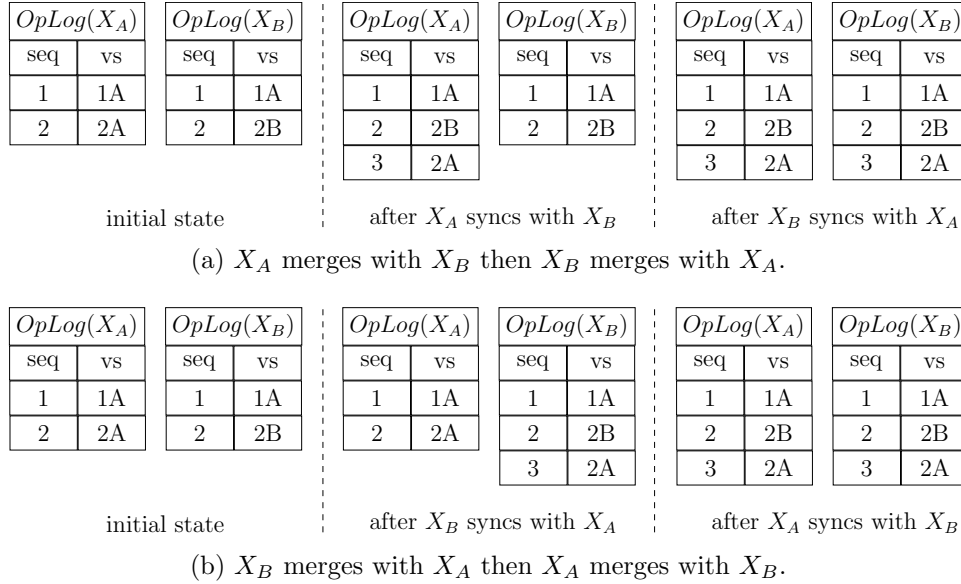 OpLog(X_A) OpLog(X_B) OpLog(X_A) OpLog(X_B) OpLog(X_A) OpLog(X_B)
seq vs seq vs seq vs seq vs seq vs seq vs
1 1A 1 1A 1 1A 1 1A 1 1A 1 1A
2 2A 2 2B 2 2B 2 2B 2 2B 2 2B
3 2A 3 2A 3 2A
initial state after X_A syncs with X_B after X_B syncs with X_A
(a) X_A merges with X_B then X_B merges with X_A.
OpLog(X_A) OpLog(X_B) OpLog(X_A) OpLog(X_B) OpLog(X_A) OpLog(X_B)
seq vs seq vs seq vs seq vs seq vs seq vs
1 1A 1 1A 1 1A 1 1A 1 1A 1 1A
2 2A 2 2B 2 2A 2 2B 2 2B 2 2B
3 2A 3 2A 3 2A
initial state after X_B syncs with X_A after X_A syncs with X_B
(b) X_B merges with X_A then X_A merges with X_B.